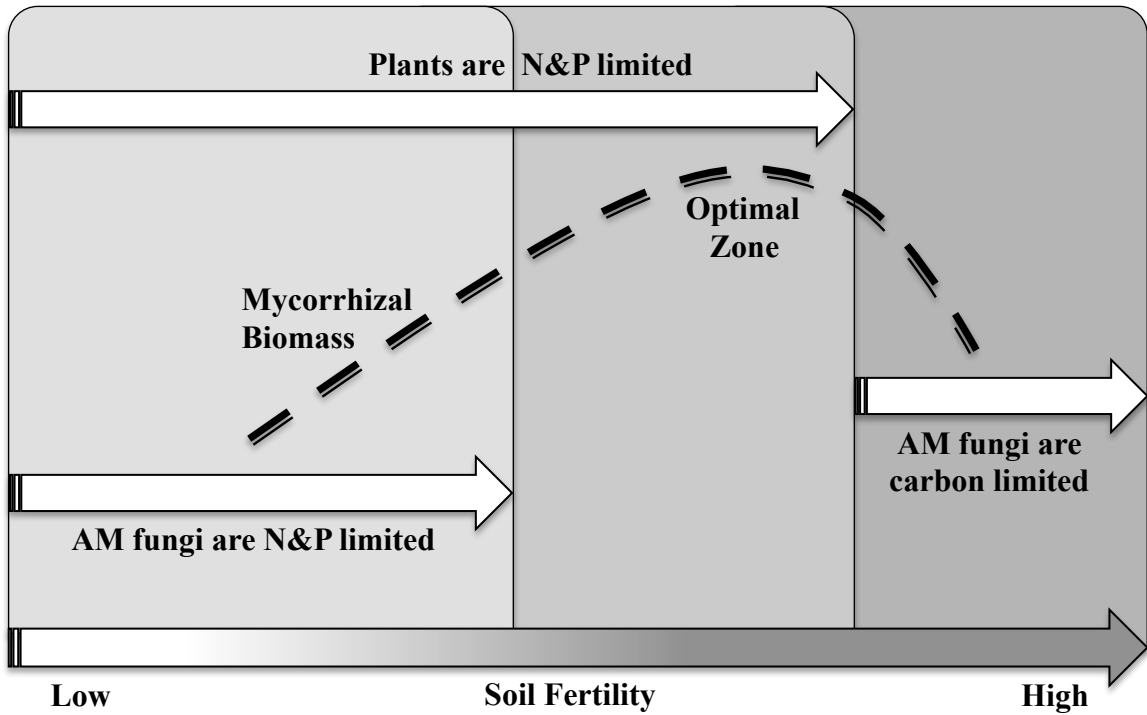 Plants are N&P limited
Optimal
Zone
Mycorrhizal
Biomass
AM fungi are
carbon limited
AM fungi are N&P limited
Low Soil Fertility High